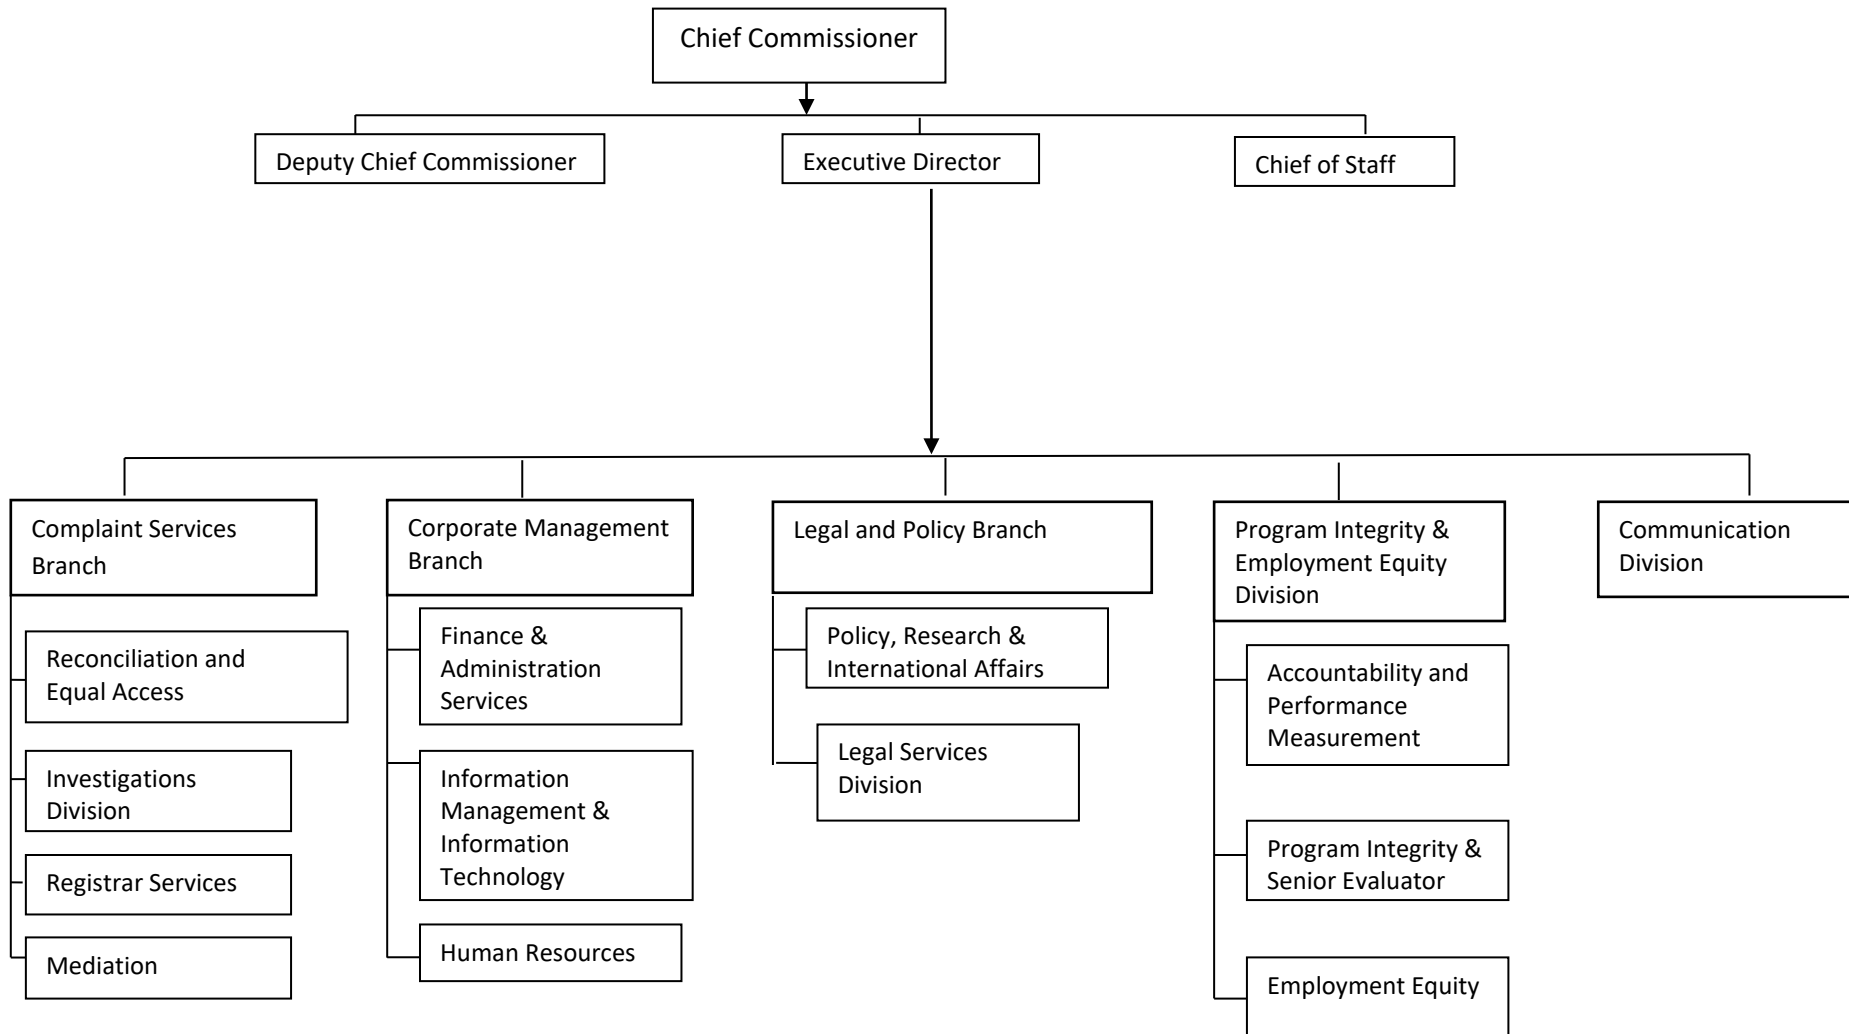 Chief Commissioner
Deputy Chief Commissioner
Executive Director
Chief of Staff
Complaint Services
Branch
Reconciliation and
Equal Access
Investigations
Division
Registrar Services
Mediation
Corporate Management
Branch
Finance &
Administration
Services
Information
Management &
Information
Technology
Human Resources
Legal and Policy Branch
Policy, Research &
International Affairs
Legal Services
Division
Program Integrity &
Employment Equity
Division
Accountability and
Performance
Measurement
Program Integrity &
Senior Evaluator
Employment Equity
Communication
Division